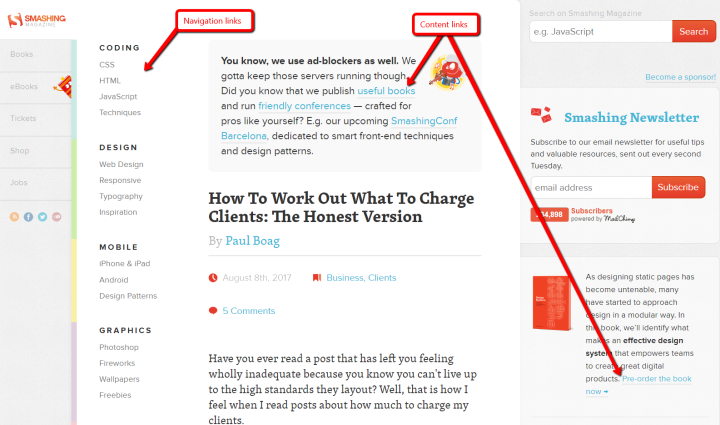 SMASHING
MAGAZINE
Books
eBooks
Tickets
Shop
Jobs
Navigation links
Content links
CODING
CSS
HTML
JavaScript
Techniques
DESIGN
Web Design
Responsive
Typography
Inspiration
MOBILE
iPhone & iPad
Android
Design Patterns
GRAPHICS
Photoshop
Fireworks
Wallpapers
Freebies
You know, we use ad-blockers as well. We
gotta keep those servers running though.
Did you know that we publish useful books
and run friendly conferences — crafted for
pros like yourself? E.g. our upcoming SmashingConf
Barcelona, dedicated to smart front-end techniques
and design patterns.
How To Work Out What To Charge
Clients: The Honest Version
By Paul Boag
August 8th, 2017
Business, Clients
5 Comments
Have you ever read a post that has left you feeling
wholly inadequate because you know you can't live up
to the high standards they layout? Well, that is how I
feel when I read posts about how much to charge my
clients.
Search on Smashing Magazine
e.g. JavaScript
Search
Become a sponsor!
Smashing Newsletter
Subscribe to our email newsletter for useful tips
and valuable resources, sent out every second
Tuesday.
email address
Subscribe
Subscribers
powered by MailChimp
As designing static pages has
become untenable, many
have started to approach
design in a modular way. In
the book, we'll identify what
makes an effective design
system that empowers teams
to create great digital
products. Pre-order the book
now →